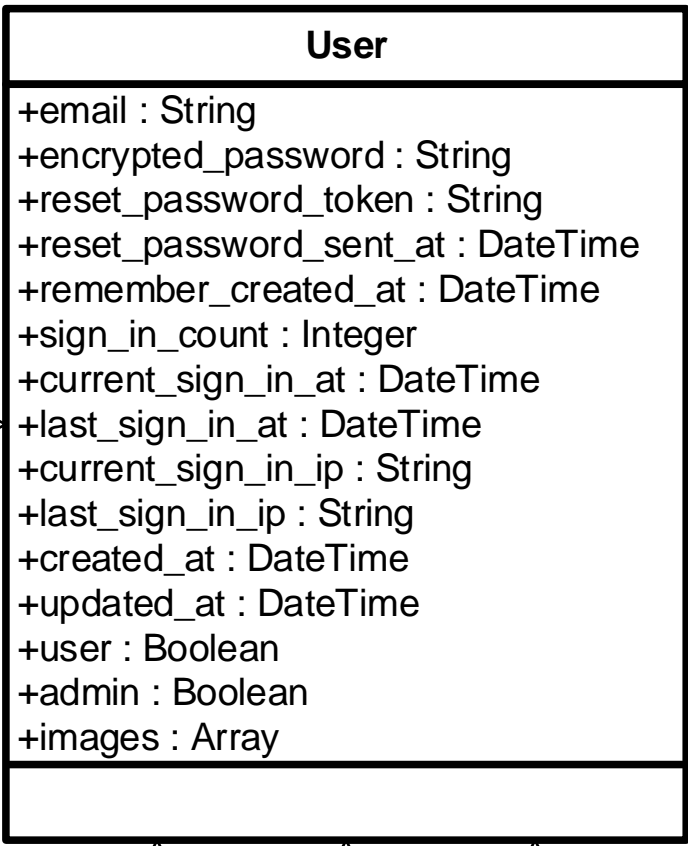 User
+email : String
+encrypted_password : String
+reset_password_token : String
+reset_password_sent_at : DateTime
+remember_created_at : DateTime
+sign_in_count : Integer
+current_sign_in_at : DateTime
+last_sign_in_at : DateTime
+current_sign_in_ip : String
+last_sign_in_ip : String
+created_at : DateTime
+updated_at : DateTime
+user : Boolean
+admin : Boolean
+images : Array